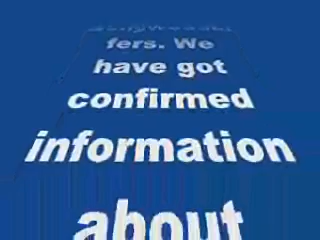 fers. We
have got
confirmed
information
about